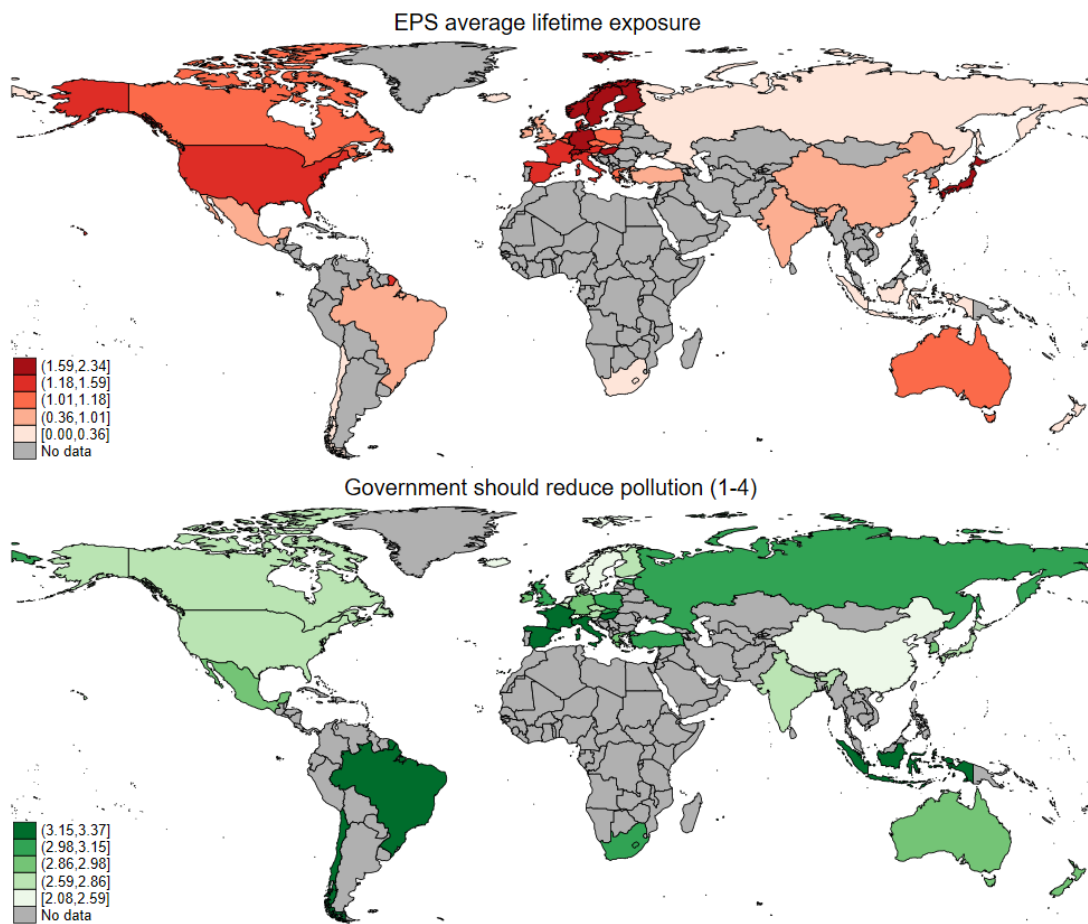 EPS average lifetime exposure
(1.59,2.34]
(1.18,1.59]
(1.01,1.18]
(0.36,1.01]
[0.00,0.36]
No data
Government should reduce pollution (1-4)
(3.15,3.37]
(2.98,3.15]
(2.86,2.98]
(2.59,2.86]
[2.08,2.59]
No data